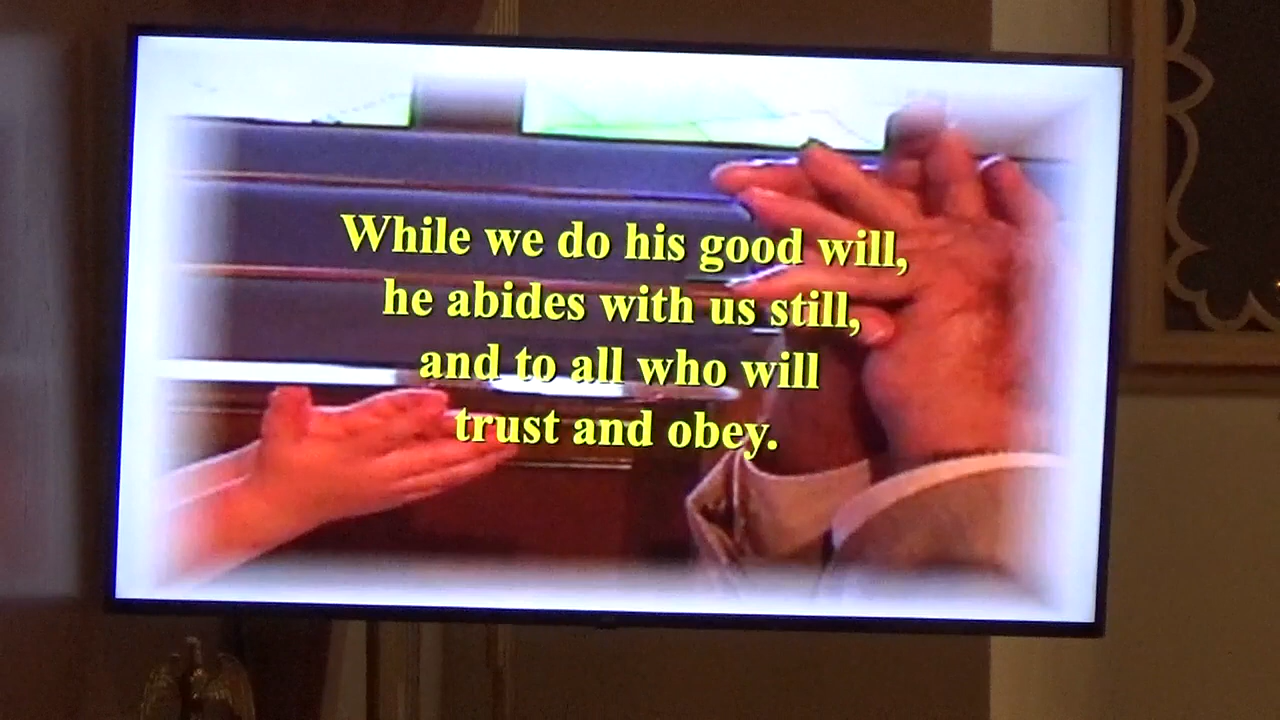 While we do his good will,
he abides with us still,
and to all who will
trust and obey.